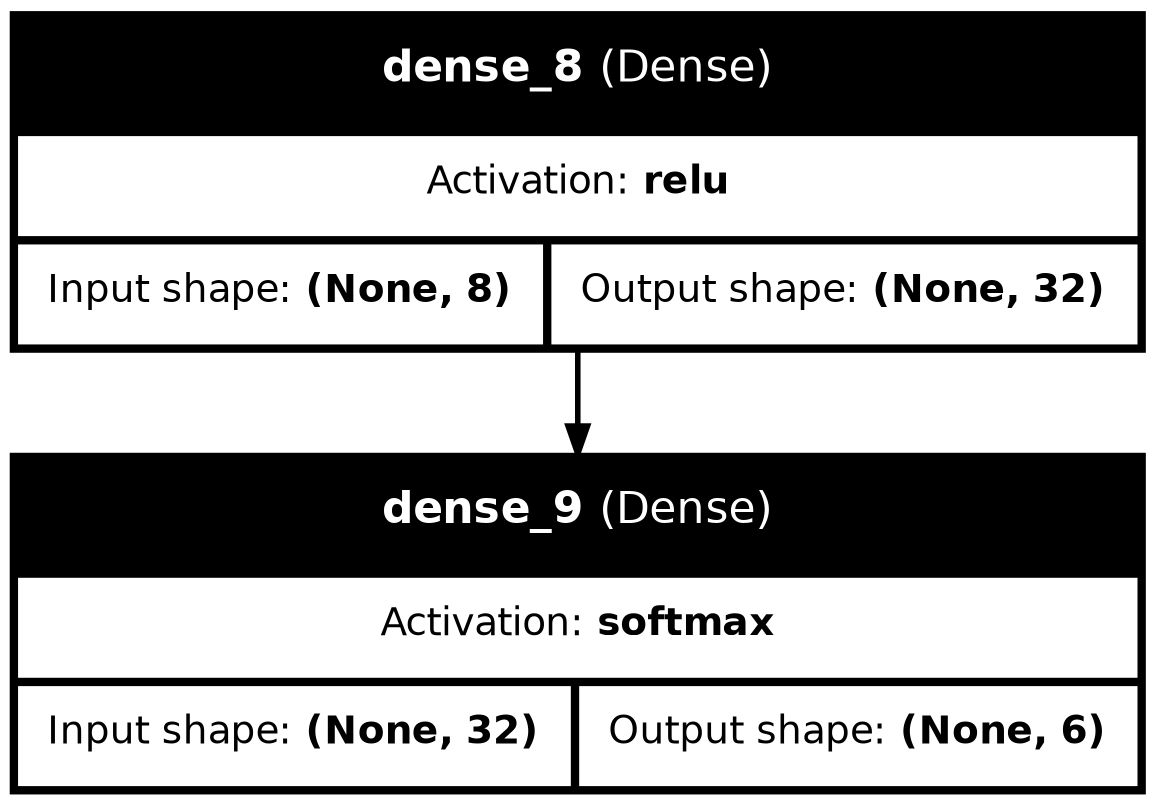 dense_8 (Dense)
Activation: relu
Input shape: (None, 8) Output shape: (None, 32)
dense_9 (Dense)
Activation: softmax
Input shape: (None, 32) Output shape: (None, 6)